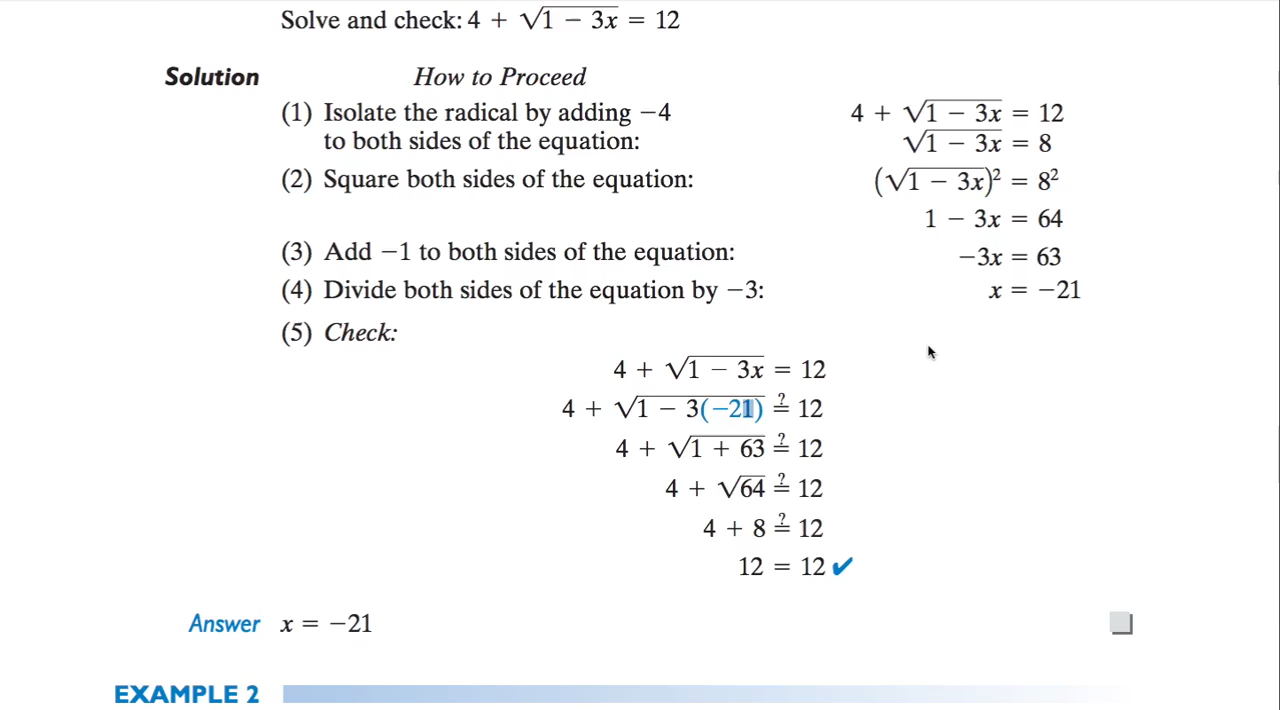 Solve and check: 4 + √(1 − 3x) = 12
Solution How to Proceed
(1) Isolate the radical by adding −4 4 + √(1 − 3x) = 12
to both sides of the equation: √(1 − 3x) = 8
(2) Square both sides of the equation: (√(1 − 3x))² = 8²
1 − 3x = 64
(3) Add −1 to both sides of the equation: −3x = 63
(4) Divide both sides of the equation by −3: x = −21
(5) Check:
4 + √(1 − 3x) = 12
4 + √(1 − 3(−21)) ≟ 12
4 + √(1 + 63) ≟ 12
4 + √64 ≟ 12
4 + 8 ≟ 12
12 = 12 ✔
Answer x = −21
EXAMPLE 2